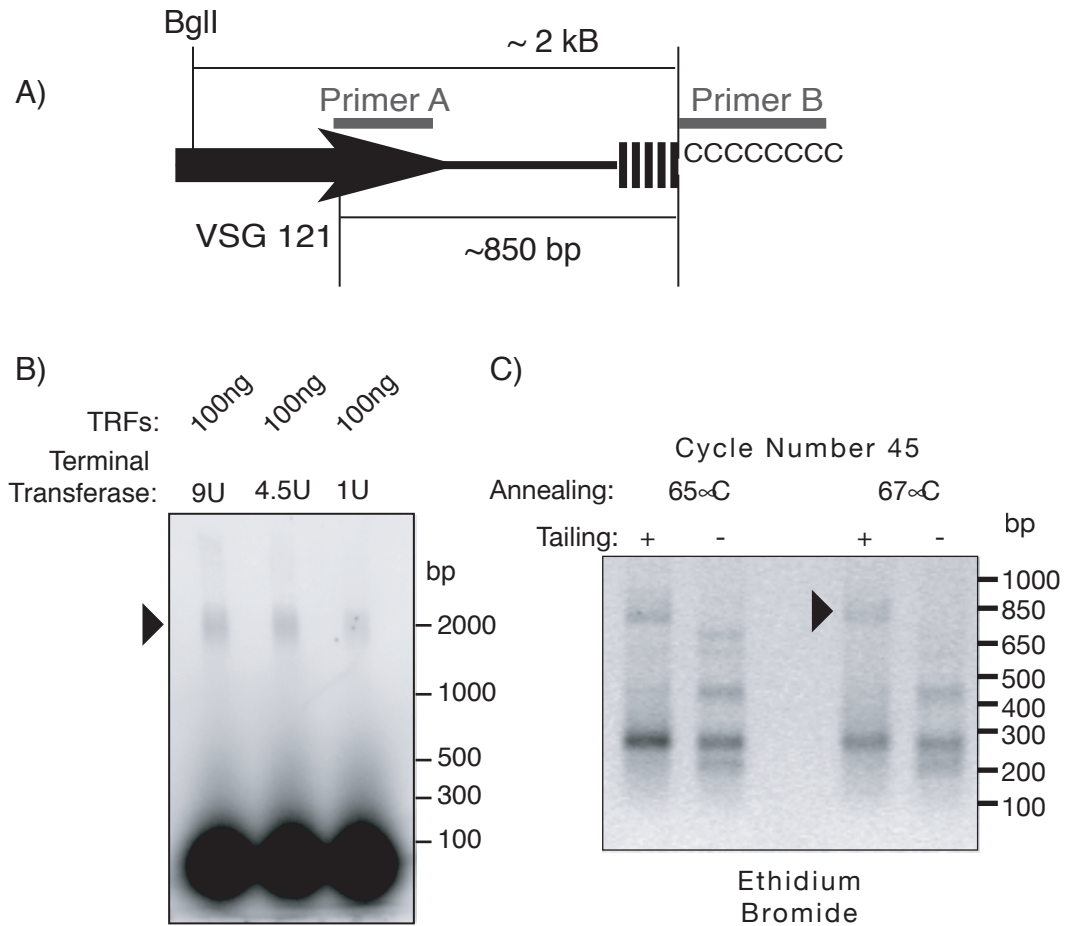 BglI
~ 2 kB
A)
Primer A
Primer B
CCCCCCCC
VSG 121
~850 bp
B)
TRFs: 100ng 100ng 100ng
Terminal
Transferase: 9U 4.5U 1U
bp
2000
1000
500
300
100
C)
Cycle Number 45
Annealing: 65∝C 67∝C
Tailing: + - + -
bp
1000
850
650
500
400
300
200
100
Ethidium
Bromide